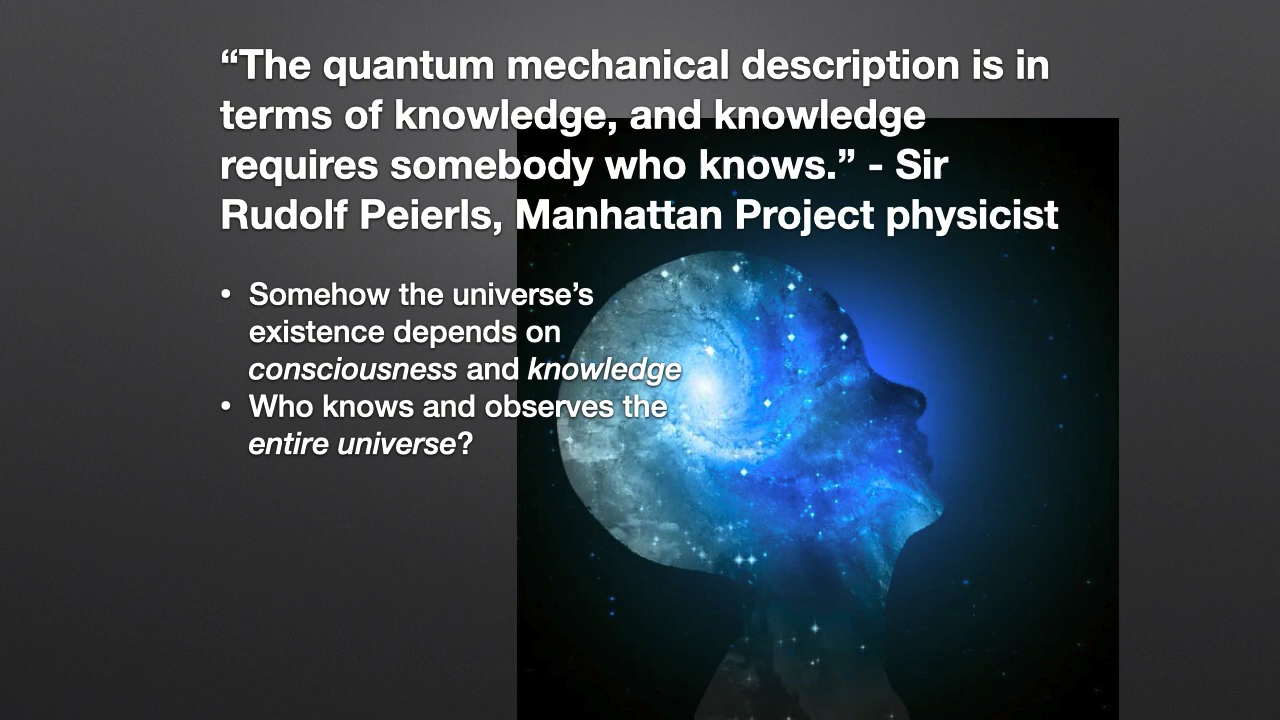 “The quantum mechanical description is in
terms of knowledge, and knowledge
requires somebody who knows.” - Sir
Rudolf Peierls, Manhattan Project physicist
• Somehow the universe’s
existence depends on
consciousness and knowledge
• Who knows and observes the
entire universe?